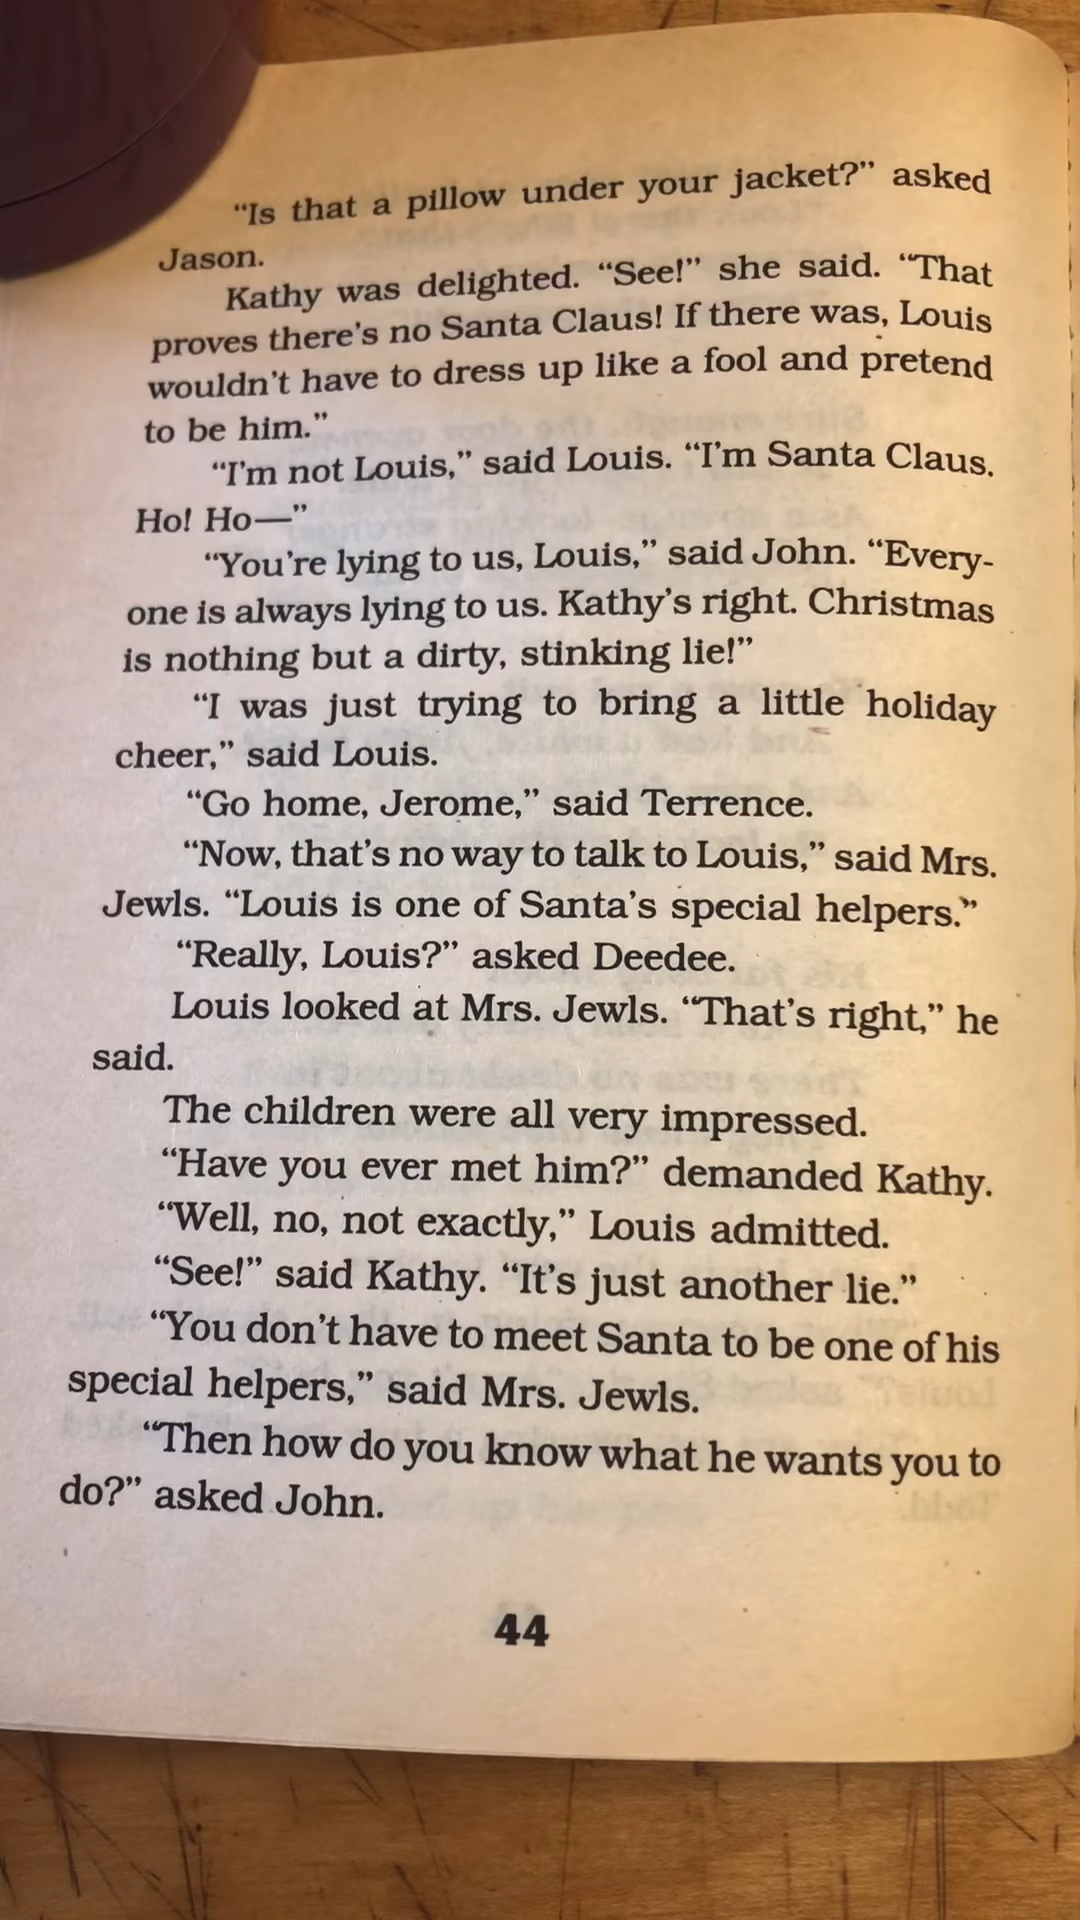 “Is that a pillow under your jacket?” asked
Jason.
Kathy was delighted. “See!” she said. “That
proves there’s no Santa Claus! If there was, Louis
wouldn’t have to dress up like a fool and pretend
to be him.”
“I’m not Louis,” said Louis. “I’m Santa Claus.
Ho! Ho—”
“You’re lying to us, Louis,” said John. “Every-
one is always lying to us. Kathy’s right. Christmas
is nothing but a dirty, stinking lie!”
“I was just trying to bring a little holiday
cheer,” said Louis.
“Go home, Jerome,” said Terrence.
“Now, that’s no way to talk to Louis,” said Mrs.
Jewls. “Louis is one of Santa’s special helpers.”
“Really, Louis?” asked Deedee.
Louis looked at Mrs. Jewls. “That’s right,” he
said.
The children were all very impressed.
“Have you ever met him?” demanded Kathy.
“Well, no, not exactly,” Louis admitted.
“See!” said Kathy. “It’s just another lie.”
“You don’t have to meet Santa to be one of his
special helpers,” said Mrs. Jewls.
“Then how do you know what he wants you to
do?” asked John.
44